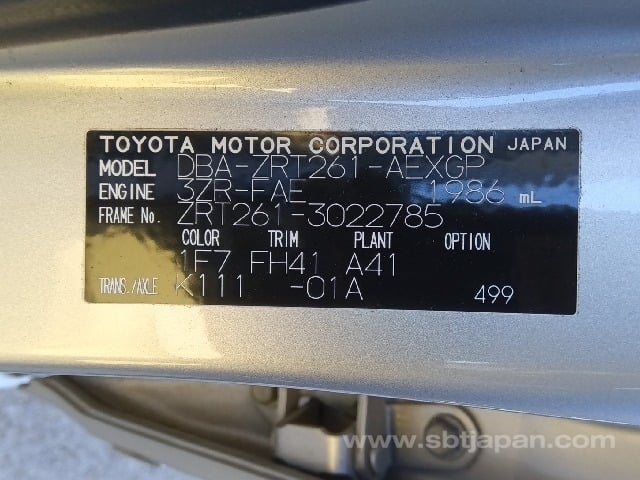 TOYOTA MOTOR CORPORATION JAPAN
MODEL DBA-ZRT261-AEXGP
ENGINE 3ZR-FAE 1986 mL
FRAME No. ZRT261-3022785
COLOR TRIM PLANT OPTION
1F7 FH41 A41
TRANS./AXLE K111 -01A 499
www.sbtjapan.com